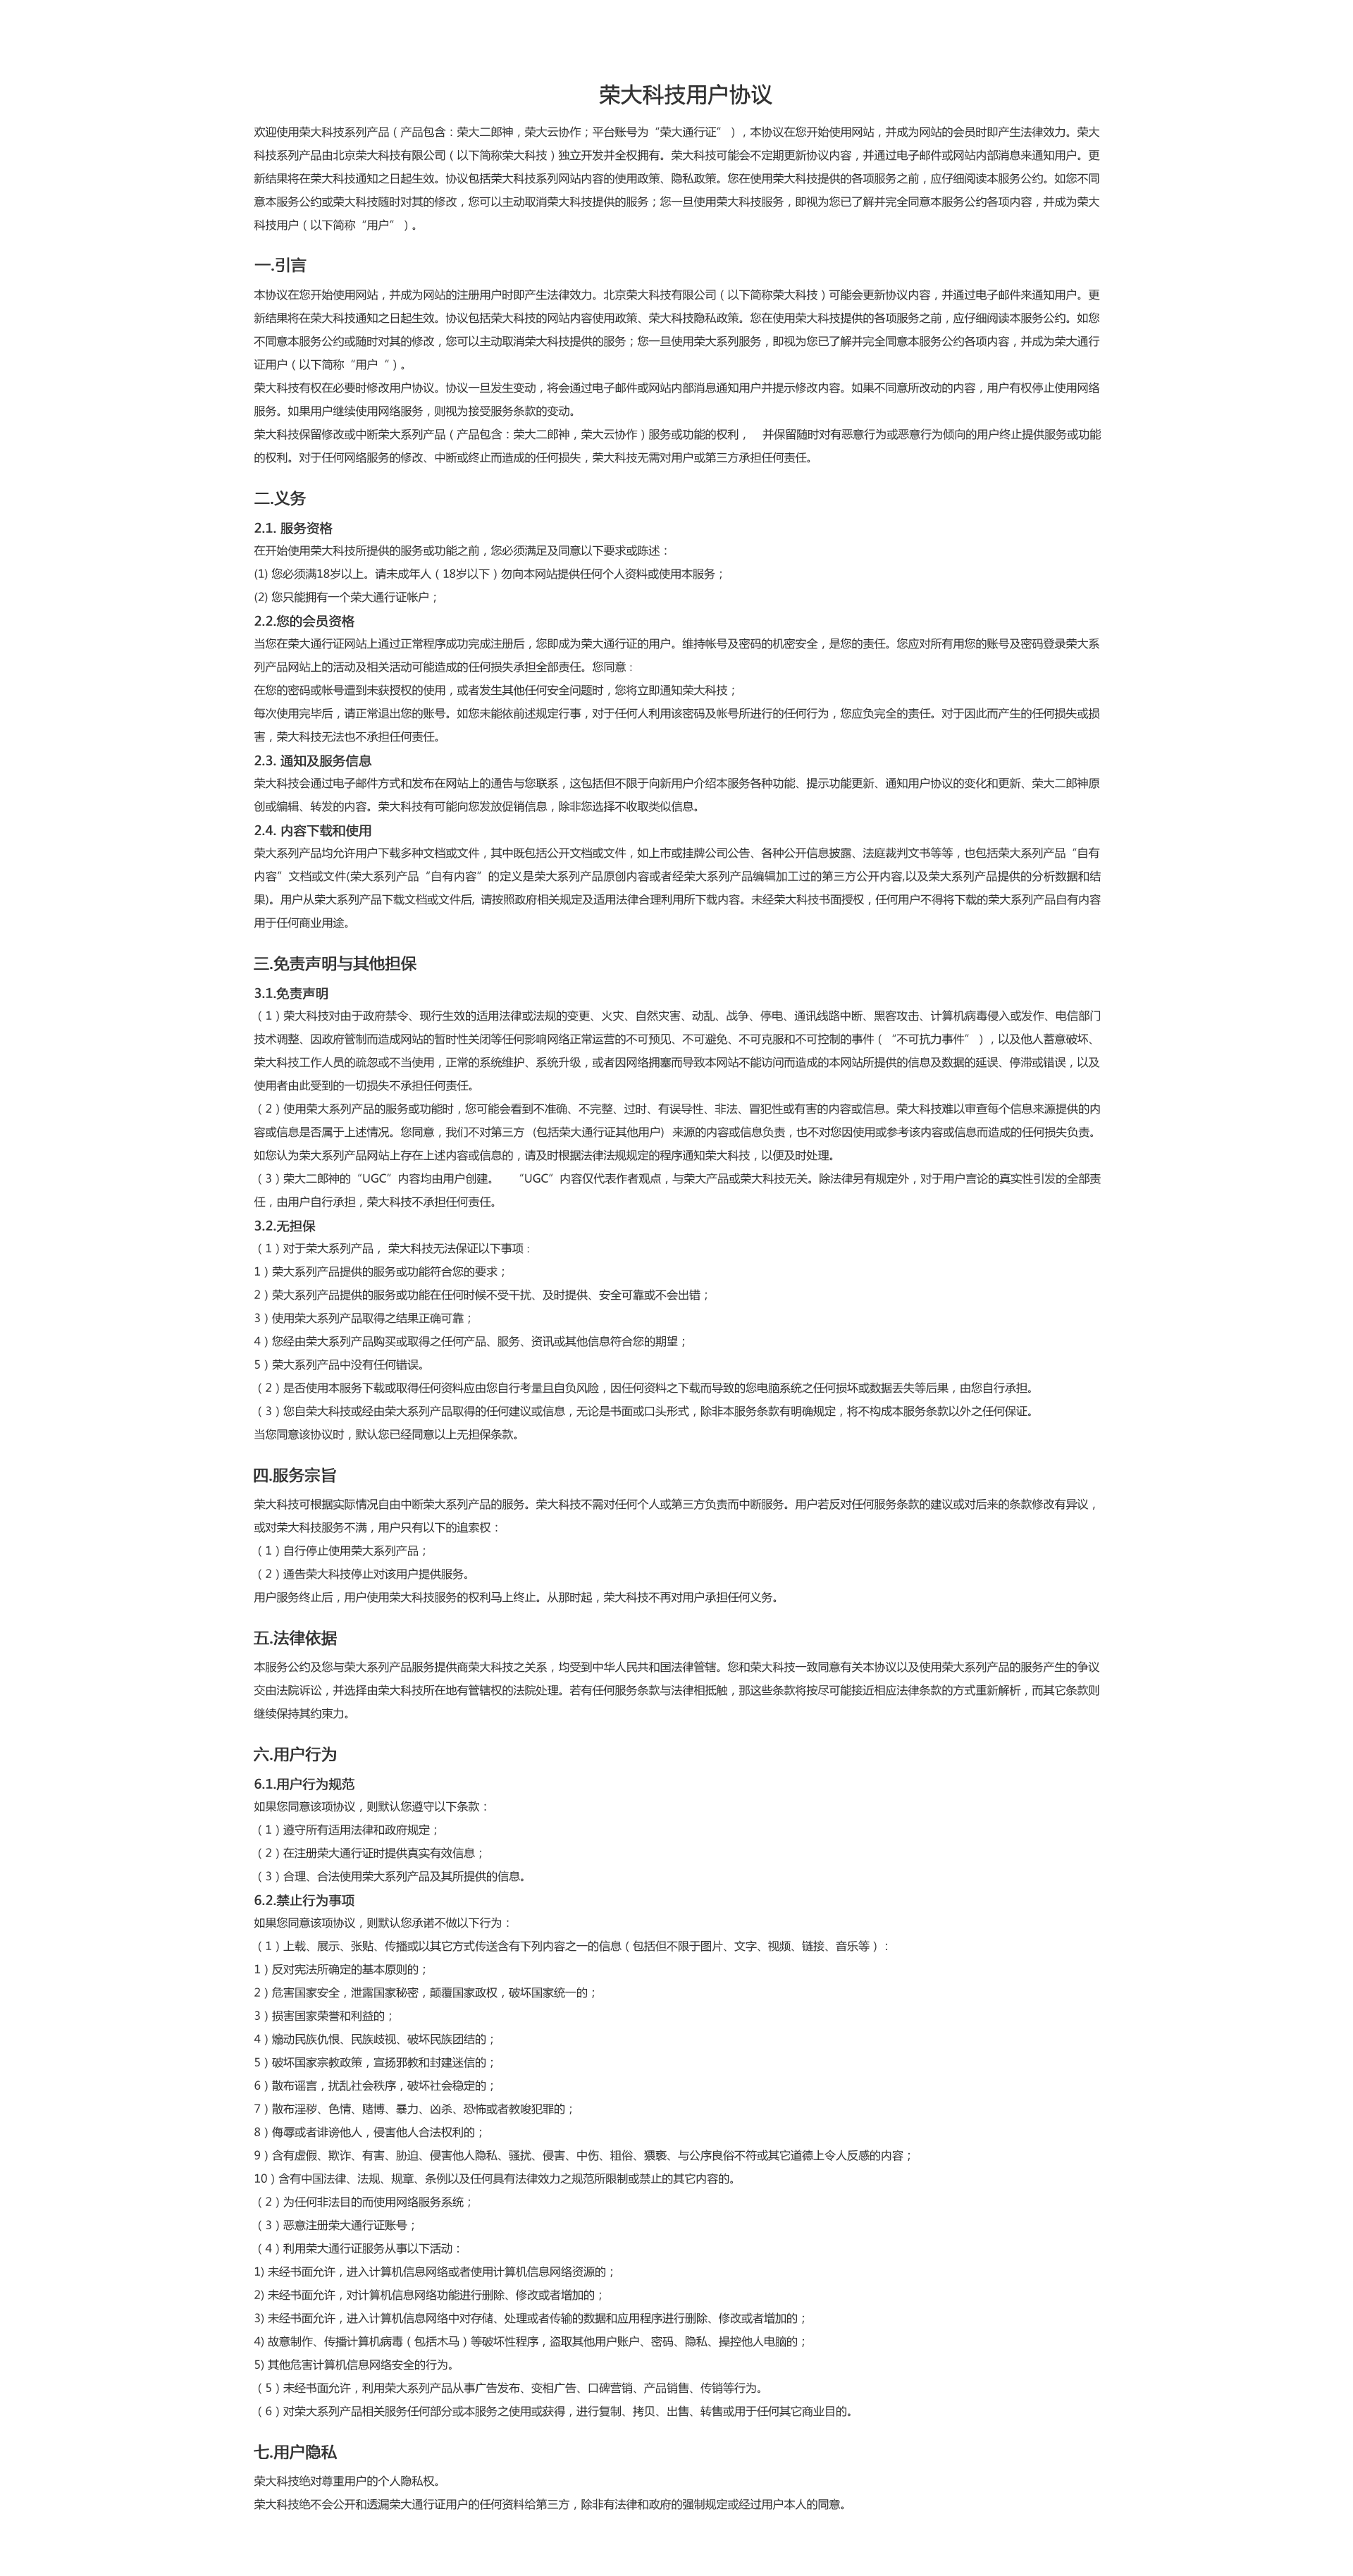 荣大科技用户协议
欢迎使用荣大科技系列产品（产品包含：荣大二郎神，荣大云协作；平台账号为“荣大通行证”），本协议在您开始使用网站，并成为网站的会员时即产生法律效力。荣大
科技系列产品由北京荣大科技有限公司（以下简称荣大科技）独立开发并全权拥有。荣大科技可能会不定期更新协议内容，并通过电子邮件或网站内部消息来通知用户。更
新结果将在荣大科技通知之日起生效。协议包括荣大科技系列网站内容的使用政策、隐私政策。您在使用荣大科技提供的各项服务之前，应仔细阅读本服务公约。如您不同
意本服务公约或荣大科技随时对其的修改，您可以主动取消荣大科技提供的服务；您一旦使用荣大科技服务，即视为您已了解并完全同意本服务公约各项内容，并成为荣大
科技用户（以下简称“用户”）。
一.引言
本协议在您开始使用网站，并成为网站的注册用户时即产生法律效力。北京荣大科技有限公司（以下简称荣大科技）可能会更新协议内容，并通过电子邮件来通知用户。更
新结果将在荣大科技通知之日起生效。协议包括荣大科技的网站内容使用政策、荣大科技隐私政策。您在使用荣大科技提供的各项服务之前，应仔细阅读本服务公约。如您
不同意本服务公约或随时对其的修改，您可以主动取消荣大科技提供的服务；您一旦使用荣大系列服务，即视为您已了解并完全同意本服务公约各项内容，并成为荣大通行
证用户（以下简称“用户“）。
荣大科技有权在必要时修改用户协议。协议一旦发生变动，将会通过电子邮件或网站内部消息通知用户并提示修改内容。如果不同意所改动的内容，用户有权停止使用网络
服务。如果用户继续使用网络服务，则视为接受服务条款的变动。
荣大科技保留修改或中断荣大系列产品（产品包含：荣大二郎神，荣大云协作）服务或功能的权利， 并保留随时对有恶意行为或恶意行为倾向的用户终止提供服务或功能
的权利。对于任何网络服务的修改、中断或终止而造成的任何损失，荣大科技无需对用户或第三方承担任何责任。
二.义务
2.1. 服务资格
在开始使用荣大科技所提供的服务或功能之前，您必须满足及同意以下要求或陈述：
(1) 您必须满18岁以上。请未成年人（18岁以下）勿向本网站提供任何个人资料或使用本服务；
(2) 您只能拥有一个荣大通行证帐户；
2.2.您的会员资格
当您在荣大通行证网站上通过正常程序成功完成注册后，您即成为荣大通行证的用户。维持帐号及密码的机密安全，是您的责任。您应对所有用您的账号及密码登录荣大系
列产品网站上的活动及相关活动可能造成的任何损失承担全部责任。您同意：
在您的密码或帐号遭到未获授权的使用，或者发生其他任何安全问题时，您将立即通知荣大科技；
每次使用完毕后，请正常退出您的账号。如您未能依前述规定行事，对于任何人利用该密码及帐号所进行的任何行为，您应负完全的责任。对于因此而产生的任何损失或损
害，荣大科技无法也不承担任何责任。
2.3. 通知及服务信息
荣大科技会通过电子邮件方式和发布在网站上的通告与您联系，这包括但不限于向新用户介绍本服务各种功能、提示功能更新、通知用户协议的变化和更新、荣大二郎神原
创或编辑、转发的内容。荣大科技有可能向您发放促销信息，除非您选择不收取类似信息。
2.4. 内容下载和使用
荣大系列产品均允许用户下载多种文档或文件，其中既包括公开文档或文件，如上市或挂牌公司公告、各种公开信息披露、法庭裁判文书等等，也包括荣大系列产品“自有
内容”文档或文件(荣大系列产品“自有内容”的定义是荣大系列产品原创内容或者经荣大系列产品编辑加工过的第三方公开内容,以及荣大系列产品提供的分析数据和结
果)。用户从荣大系列产品下载文档或文件后, 请按照政府相关规定及适用法律合理利用所下载内容。未经荣大科技书面授权，任何用户不得将下载的荣大系列产品自有内容
用于任何商业用途。
三.免责声明与其他担保
3.1.免责声明
（1）荣大科技对由于政府禁令、现行生效的适用法律或法规的变更、火灾、自然灾害、动乱、战争、停电、通讯线路中断、黑客攻击、计算机病毒侵入或发作、电信部门
技术调整、因政府管制而造成网站的暂时性关闭等任何影响网络正常运营的不可预见、不可避免、不可克服和不可控制的事件（“不可抗力事件”），以及他人蓄意破坏、
荣大科技工作人员的疏忽或不当使用，正常的系统维护、系统升级，或者因网络拥塞而导致本网站不能访问而造成的本网站所提供的信息及数据的延误、停滞或错误，以及
使用者由此受到的一切损失不承担任何责任。
（2）使用荣大系列产品的服务或功能时，您可能会看到不准确、不完整、过时、有误导性、非法、冒犯性或有害的内容或信息。荣大科技难以审查每个信息来源提供的内
容或信息是否属于上述情况。您同意，我们不对第三方 (包括荣大通行证其他用户) 来源的内容或信息负责，也不对您因使用或参考该内容或信息而造成的任何损失负责。
如您认为荣大系列产品网站上存在上述内容或信息的，请及时根据法律法规规定的程序通知荣大科技，以便及时处理。
（3）荣大二郎神的“UGC”内容均由用户创建。 “UGC”内容仅代表作者观点，与荣大产品或荣大科技无关。除法律另有规定外，对于用户言论的真实性引发的全部责
任，由用户自行承担，荣大科技不承担任何责任。
3.2.无担保
（1）对于荣大系列产品， 荣大科技无法保证以下事项：
1）荣大系列产品提供的服务或功能符合您的要求；
2）荣大系列产品提供的服务或功能在任何时候不受干扰、及时提供、安全可靠或不会出错；
3）使用荣大系列产品取得之结果正确可靠；
4）您经由荣大系列产品购买或取得之任何产品、服务、资讯或其他信息符合您的期望；
5）荣大系列产品中没有任何错误。
（2）是否使用本服务下载或取得任何资料应由您自行考量且自负风险，因任何资料之下载而导致的您电脑系统之任何损坏或数据丢失等后果，由您自行承担。
（3）您自荣大科技或经由荣大系列产品取得的任何建议或信息，无论是书面或口头形式，除非本服务条款有明确规定，将不构成本服务条款以外之任何保证。
当您同意该协议时，默认您已经同意以上无担保条款。
四.服务宗旨
荣大科技可根据实际情况自由中断荣大系列产品的服务。荣大科技不需对任何个人或第三方负责而中断服务。用户若反对任何服务条款的建议或对后来的条款修改有异议，
或对荣大科技服务不满，用户只有以下的追索权：
（1）自行停止使用荣大系列产品；
（2）通告荣大科技停止对该用户提供服务。
用户服务终止后，用户使用荣大科技服务的权利马上终止。从那时起，荣大科技不再对用户承担任何义务。
五.法律依据
本服务公约及您与荣大系列产品服务提供商荣大科技之关系，均受到中华人民共和国法律管辖。您和荣大科技一致同意有关本协议以及使用荣大系列产品的服务产生的争议
交由法院诉讼，并选择由荣大科技所在地有管辖权的法院处理。若有任何服务条款与法律相抵触，那这些条款将按尽可能接近相应法律条款的方式重新解析，而其它条款则
继续保持其约束力。
六.用户行为
6.1.用户行为规范
如果您同意该项协议，则默认您遵守以下条款：
（1）遵守所有适用法律和政府规定；
（2）在注册荣大通行证时提供真实有效信息；
（3）合理、合法使用荣大系列产品及其所提供的信息。
6.2.禁止行为事项
如果您同意该项协议，则默认您承诺不做以下行为：
（1）上载、展示、张贴、传播或以其它方式传送含有下列内容之一的信息（包括但不限于图片、文字、视频、链接、音乐等）：
1）反对宪法所确定的基本原则的；
2）危害国家安全，泄露国家秘密，颠覆国家政权，破坏国家统一的；
3）损害国家荣誉和利益的；
4）煽动民族仇恨、民族歧视、破坏民族团结的；
5）破坏国家宗教政策，宣扬邪教和封建迷信的；
6）散布谣言，扰乱社会秩序，破坏社会稳定的；
7）散布淫秽、色情、赌博、暴力、凶杀、恐怖或者教唆犯罪的；
8）侮辱或者诽谤他人，侵害他人合法权利的；
9）含有虚假、欺诈、有害、胁迫、侵害他人隐私、骚扰、侵害、中伤、粗俗、猥亵、与公序良俗不符或其它道德上令人反感的内容；
10）含有中国法律、法规、规章、条例以及任何具有法律效力之规范所限制或禁止的其它内容的。
（2）为任何非法目的而使用网络服务系统；
（3）恶意注册荣大通行证账号；
（4）利用荣大通行证服务从事以下活动：
1) 未经书面允许，进入计算机信息网络或者使用计算机信息网络资源的；
2) 未经书面允许，对计算机信息网络功能进行删除、修改或者增加的；
3) 未经书面允许，进入计算机信息网络中对存储、处理或者传输的数据和应用程序进行删除、修改或者增加的；
4) 故意制作、传播计算机病毒（包括木马）等破坏性程序，盗取其他用户账户、密码、隐私、操控他人电脑的；
5) 其他危害计算机信息网络安全的行为。
（5）未经书面允许，利用荣大系列产品从事广告发布、变相广告、口碑营销、产品销售、传销等行为。
（6）对荣大系列产品相关服务任何部分或本服务之使用或获得，进行复制、拷贝、出售、转售或用于任何其它商业目的。
七.用户隐私
荣大科技绝对尊重用户的个人隐私权。
荣大科技绝不会公开和透漏荣大通行证用户的任何资料给第三方，除非有法律和政府的强制规定或经过用户本人的同意。